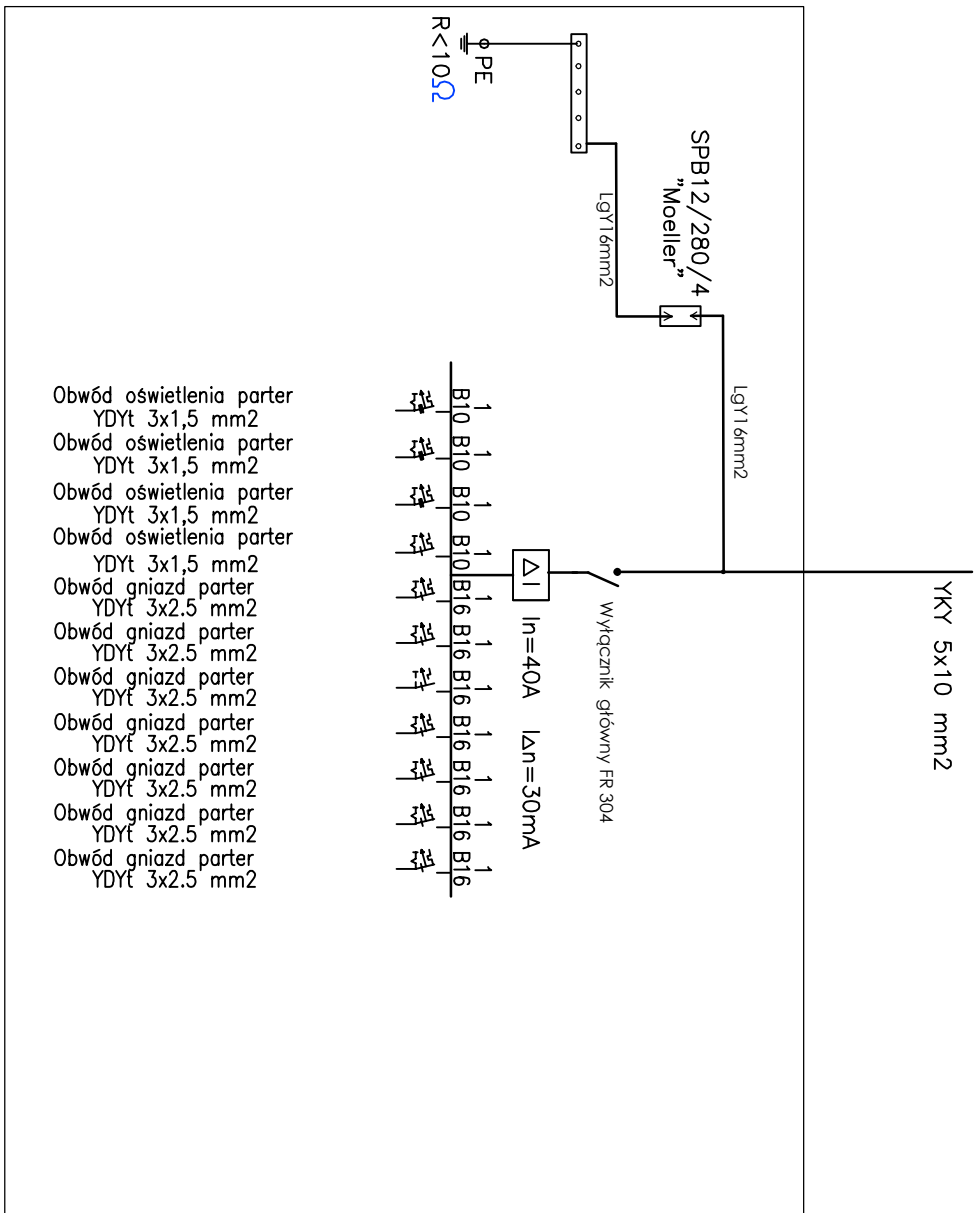 YKY 5x10 mm2
SPB12/280/4
"Moeller"
LgY16mm2
LgY16mm2
PE
R<10Ω
Wyłącznik główny FR 304
ΔI
In=40A IΔn=30mA
1
B10
1
B10
1
B10
1
B10
1
B16
1
B16
1
B16
1
B16
1
B16
1
B16
1
B16
Obwód oświetlenia parter
YDYt 3x1,5 mm2
Obwód oświetlenia parter
YDYt 3x1,5 mm2
Obwód oświetlenia parter
YDYt 3x1,5 mm2
Obwód oświetlenia parter
YDYt 3x1,5 mm2
Obwód gniazd parter
YDYt 3x2.5 mm2
Obwód gniazd parter
YDYt 3x2.5 mm2
Obwód gniazd parter
YDYt 3x2.5 mm2
Obwód gniazd parter
YDYt 3x2.5 mm2
Obwód gniazd parter
YDYt 3x2.5 mm2
Obwód gniazd parter
YDYt 3x2.5 mm2
Obwód gniazd parter
YDYt 3x2.5 mm2